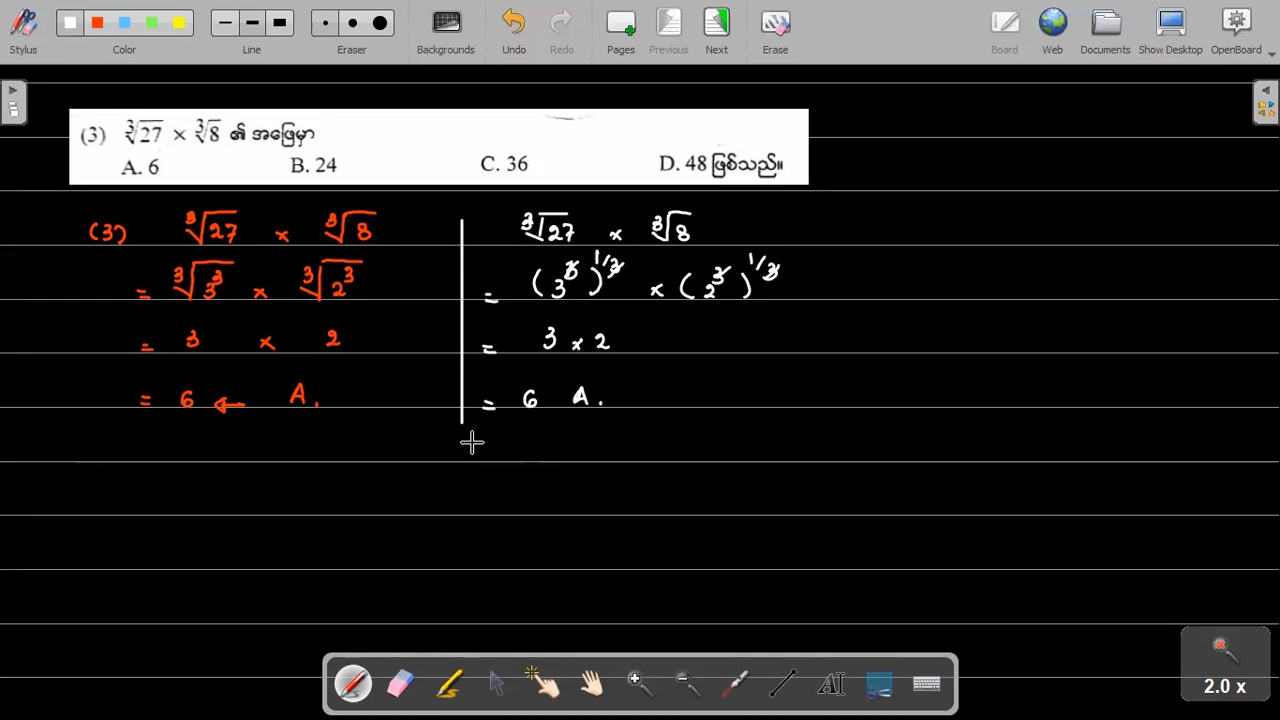 Stylus Color Line Eraser Backgrounds Undo Redo Pages Previous Next Erase Board Web Documents Show Desktop OpenBoard
(3) ∛27 × ∛8 ၏ အဖြေမှာ
A. 6 B. 24 C. 36 D. 48 ဖြစ်သည်။
(3) ∛27 × ∛8
= ∛3³ × ∛2³
= 3 × 2
= 6 ← A.
∛27 × ∛8
= (3³)^1/3 × (2³)^1/3
= 3 × 2
= 6 A.
2.0 x